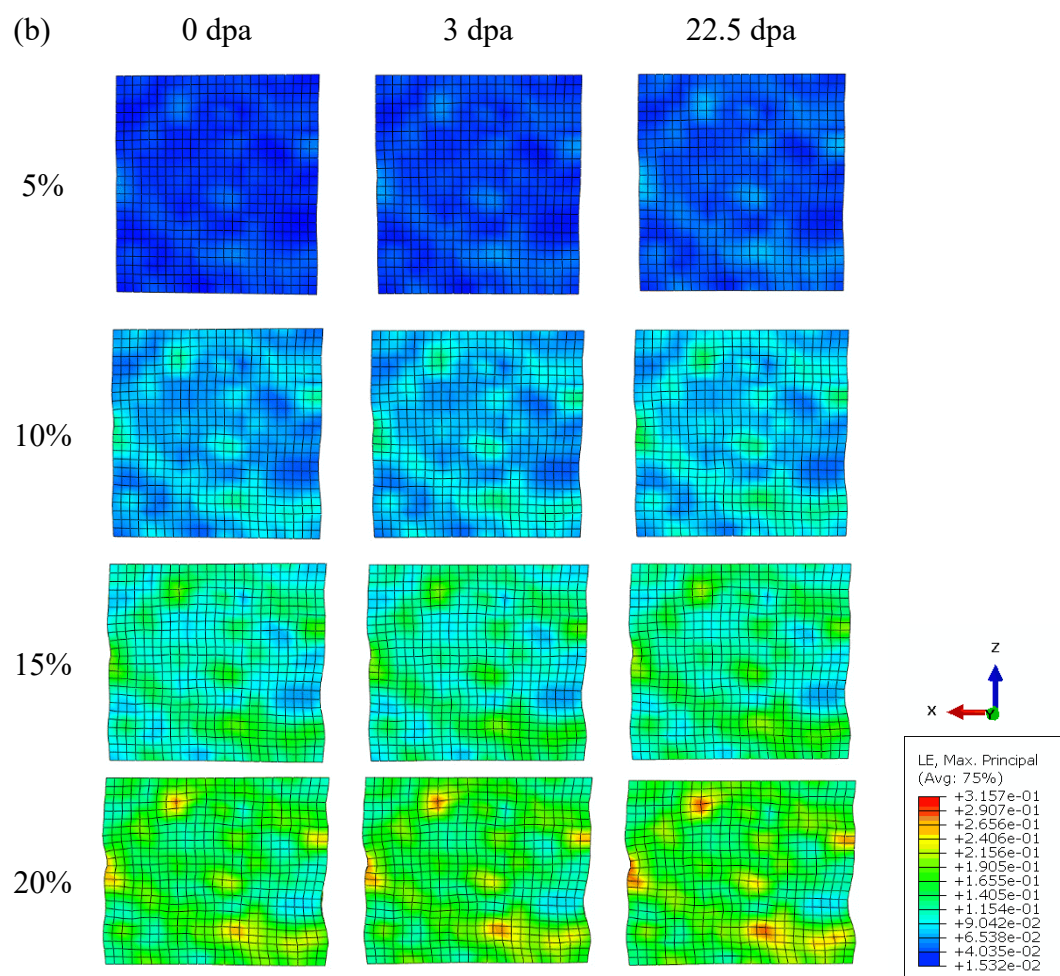 (b) 0 dpa 3 dpa 22.5 dpa
5%
10%
15%
20%
Z
X
Y
LE, Max. Principal
(Avg: 75%)
+3.157e-01
+2.907e-01
+2.656e-01
+2.406e-01
+2.156e-01
+1.905e-01
+1.655e-01
+1.405e-01
+1.154e-01
+9.042e-02
+6.538e-02
+4.035e-02
+1.532e-02